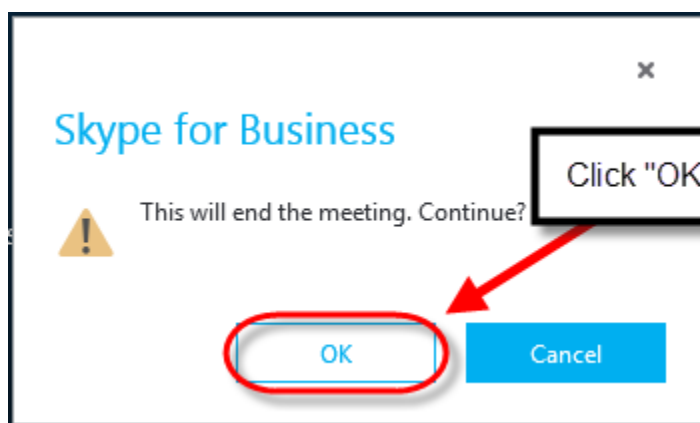 Skype for Business
Click "OK
This will end the meeting. Continue?
OK
Cancel